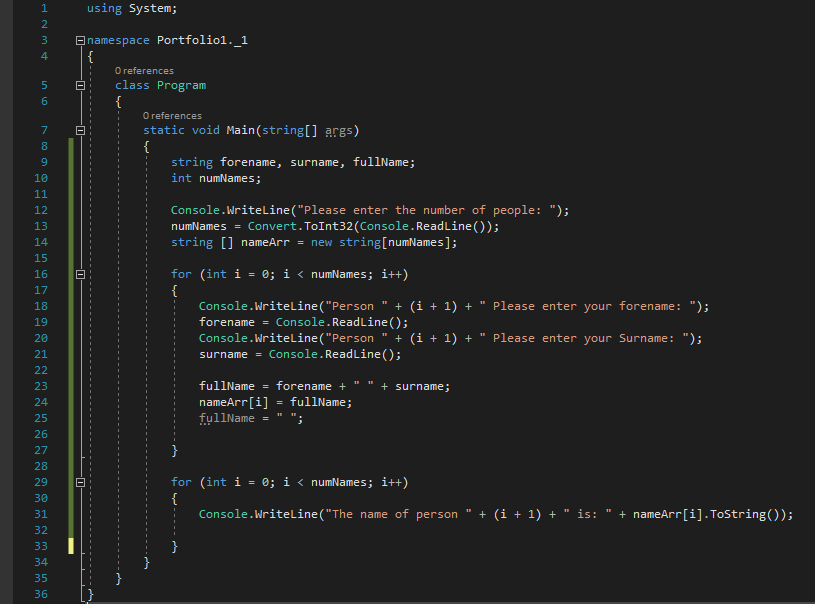 1 using System;
2
3 namespace Portfolio1._1
4 {
0 references
5 class Program
6 {
0 references
7 static void Main(string[] args)
8 {
9 string forename, surname, fullName;
10 int numNames;
11
12 Console.WriteLine("Please enter the number of people: ");
13 numNames = Convert.ToInt32(Console.ReadLine());
14 string [] nameArr = new string[numNames];
15
16 for (int i = 0; i < numNames; i++)
17 {
18 Console.WriteLine("Person " + (i + 1) + " Please enter your forename: ");
19 forename = Console.ReadLine();
20 Console.WriteLine("Person " + (i + 1) + " Please enter your Surname: ");
21 surname = Console.ReadLine();
22
23 fullName = forename + " " + surname;
24 nameArr[i] = fullName;
25 fullName = " ";
26
27 }
28
29 for (int i = 0; i < numNames; i++)
30 {
31 Console.WriteLine("The name of person " + (i + 1) + " is: " + nameArr[i].ToString());
32
33 }
34 }
35 }
36 }